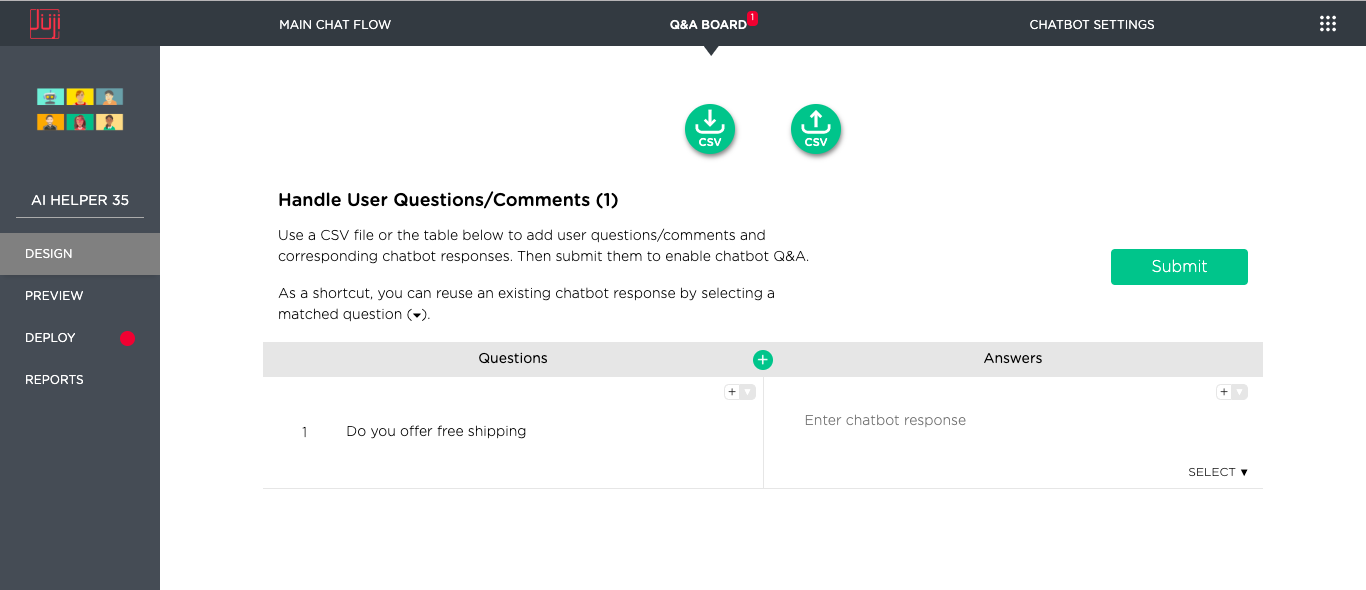 Juji
MAIN CHAT FLOW
Q&A BOARD 1
CHATBOT SETTINGS
CSV
CSV
AI HELPER 35
DESIGN
PREVIEW
DEPLOY
REPORTS
Handle User Questions/Comments (1)
Use a CSV file or the table below to add user questions/comments and
corresponding chatbot responses. Then submit them to enable chatbot Q&A.
As a shortcut, you can reuse an existing chatbot response by selecting a
matched question (▾).
Submit
Questions
+
Answers
+ ▾
+ ▾
1
Do you offer free shipping
Enter chatbot response
SELECT ▼